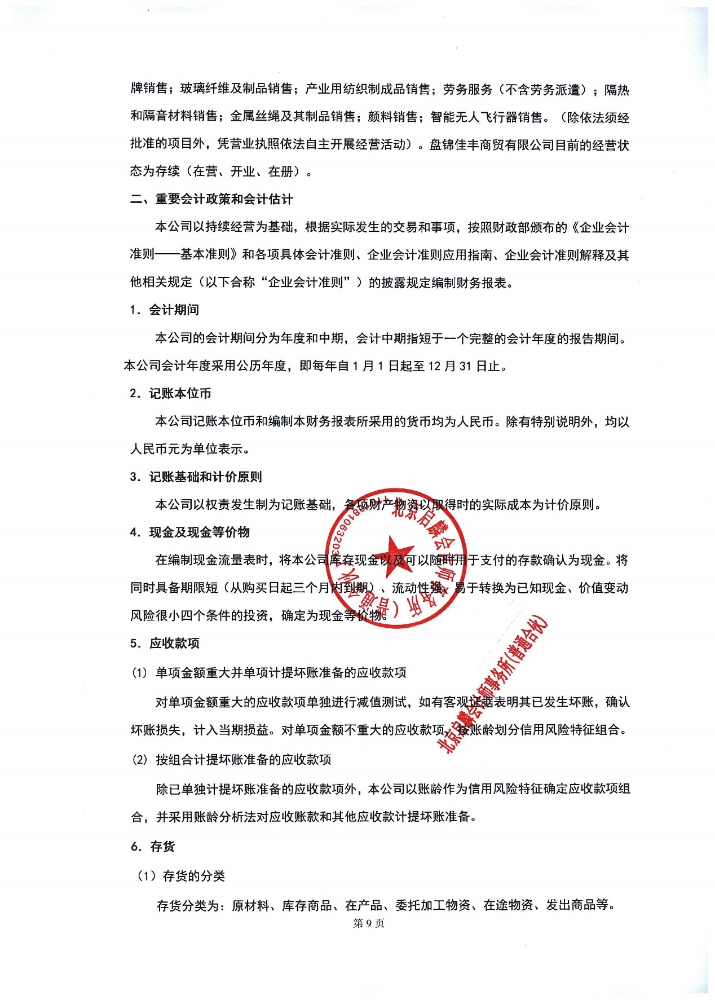 牌销售；玻璃纤维及制品销售；产业用纺织制成品销售；劳务服务（不含劳务派遣）；隔热
和隔音材料销售；金属丝绳及其制品销售；颜料销售；智能无人飞行器销售。（除依法须经
批准的项目外，凭营业执照依法自主开展经营活动）。盘锦佳丰商贸有限公司目前的经营状
态为存续（在营、开业、在册）。
二、重要会计政策和会计估计
本公司以持续经营为基础，根据实际发生的交易和事项，按照财政部颁布的《企业会计
准则——基本准则》和各项具体会计准则、企业会计准则应用指南、企业会计准则解释及其
他相关规定（以下合称“企业会计准则”）的披露规定编制财务报表。
1. 会计期间
本公司的会计期间分为年度和中期，会计中期指短于一个完整的会计年度的报告期间。
本公司会计年度采用公历年度，即每年自 1 月 1 日起至 12 月 31 日止。
2. 记账本位币
本公司记账本位币和编制本财务报表所采用的货币均为人民币。除有特别说明外，均以
人民币元为单位表示。
3. 记账基础和计价原则
本公司以权责发生制为记账基础，各项财产物资以取得时的实际成本为计价原则。
4. 现金及现金等价物
在编制现金流量表时，将本公司库存现金以及可以随时用于支付的存款确认为现金。将
同时具备期限短（从购买日起三个月内到期）、流动性强、易于转换为已知现金、价值变动
风险很小四个条件的投资，确定为现金等价物。
北京启麟会计师事务所（普通合伙）
5. 应收款项
(1) 单项金额重大并单项计提坏账准备的应收款项
对单项金额重大的应收款项单独进行减值测试，如有客观证据表明其已发生坏账，确认
坏账损失，计入当期损益。对单项金额不重大的应收款项，按账龄划分信用风险特征组合。
北京启麟会计师事务所(普通合伙)
(2) 按组合计提坏账准备的应收款项
除已单独计提坏账准备的应收款项外，本公司以账龄作为信用风险特征确定应收款项组
合，并采用账龄分析法对应收账款和其他应收款计提坏账准备。
6. 存货
（1）存货的分类
存货分类为：原材料、库存商品、在产品、委托加工物资、在途物资、发出商品等。
第 9 页